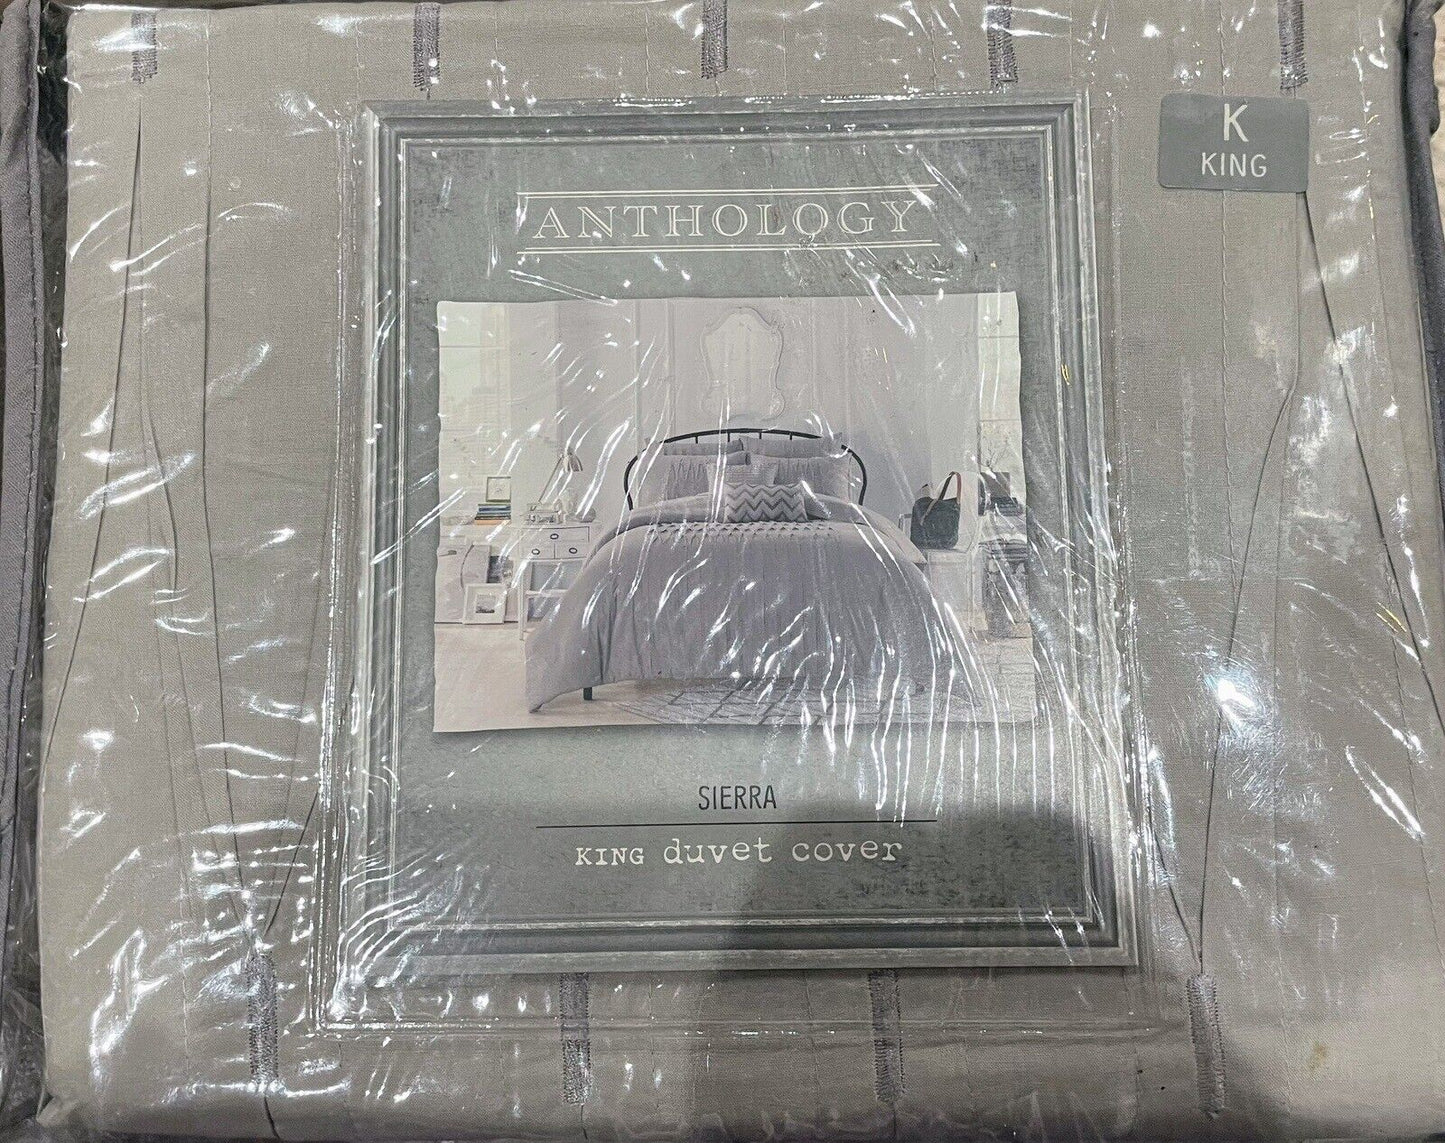 K
KING
ANTHOLOGY
SIERRA
KING duvet cover